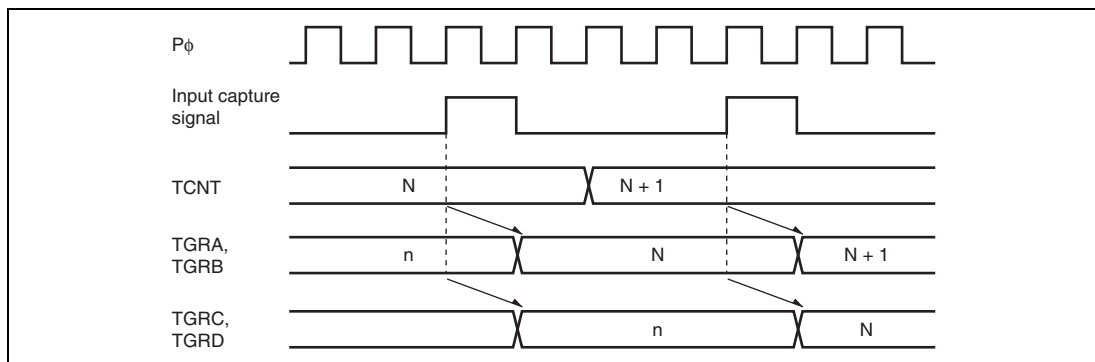 Pϕ
Input capture
signal
TCNT
N
N + 1
TGRA,
TGRB
n
N
N + 1
TGRC,
TGRD
n
N